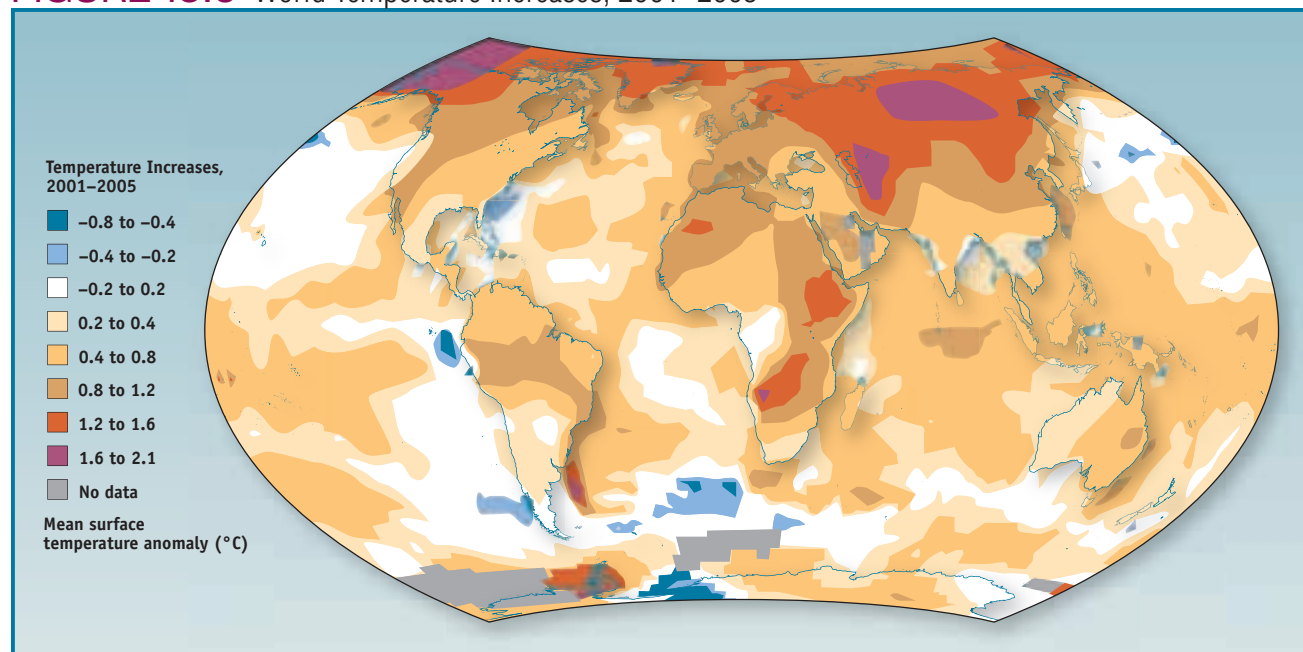 World Temperature Increases, 2001–2005
Temperature Increases,
2001–2005
−0.8 to −0.4
−0.4 to −0.2
−0.2 to 0.2
0.2 to 0.4
0.4 to 0.8
0.8 to 1.2
1.2 to 1.6
1.6 to 2.1
No data
Mean surface
temperature anomaly (°C)